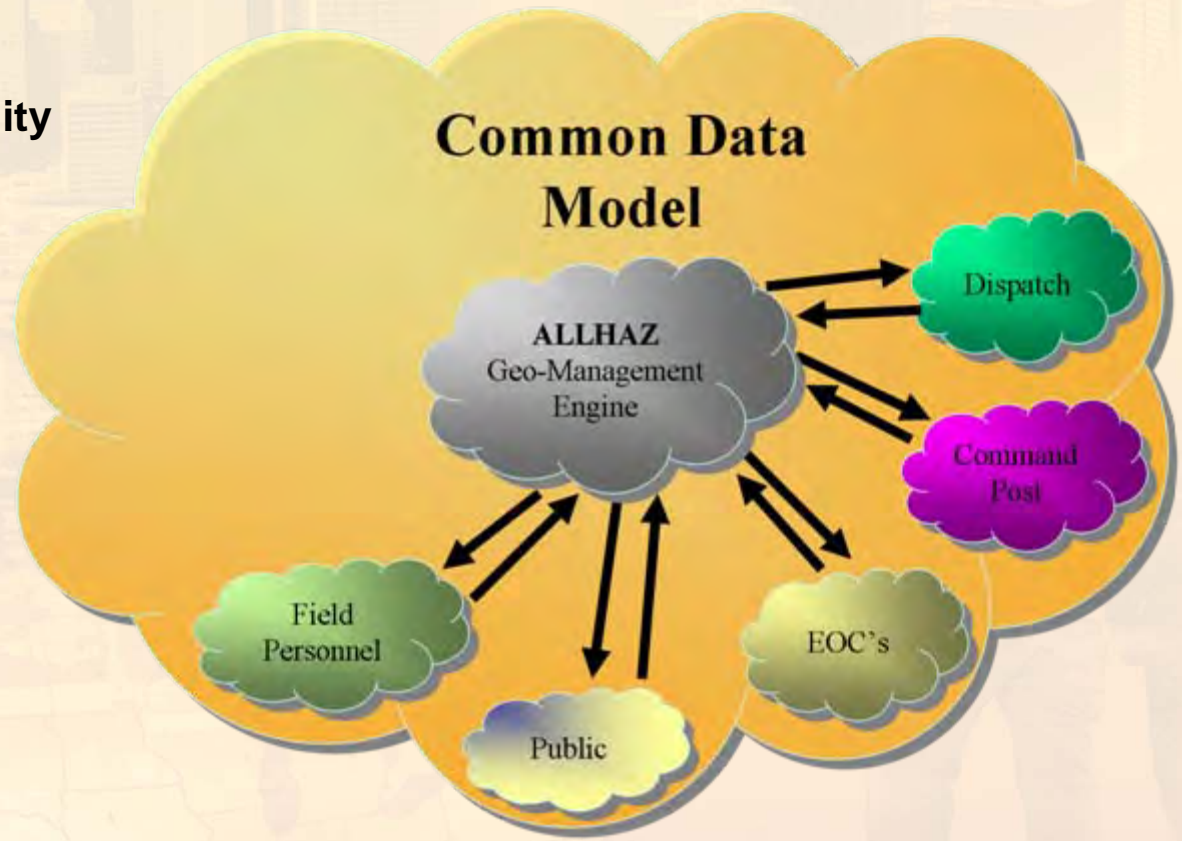 ity
Common Data
Model
ALLHAZ
Geo-Management
Engine
Dispatch
Command
Post
EOC’s
Field
Personnel
Public